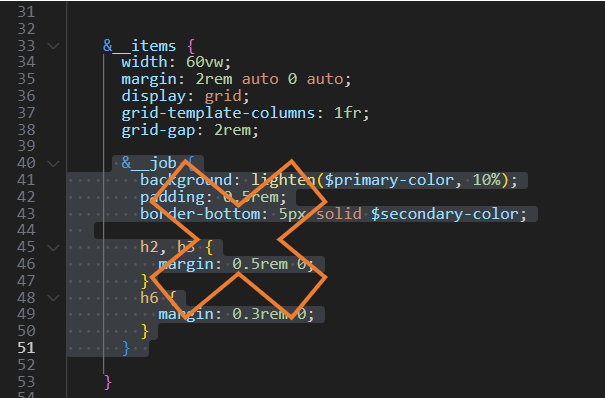 31
32
33 &__items {
34 width: 60vw;
35 margin: 2rem auto 0 auto;
36 display: grid;
37 grid-template-columns: 1fr;
38 grid-gap: 2rem;
39
40 &__job {
41 background: lighten($primary-color, 10%);
42 padding: 0.5rem;
43 border-bottom: 5px solid $secondary-color;
44
45 h2, h3 {
46 margin: 0.5rem 0;
47 }
48 h6 {
49 margin: 0.3rem 0;
50 }
51 }
52
53 }
54